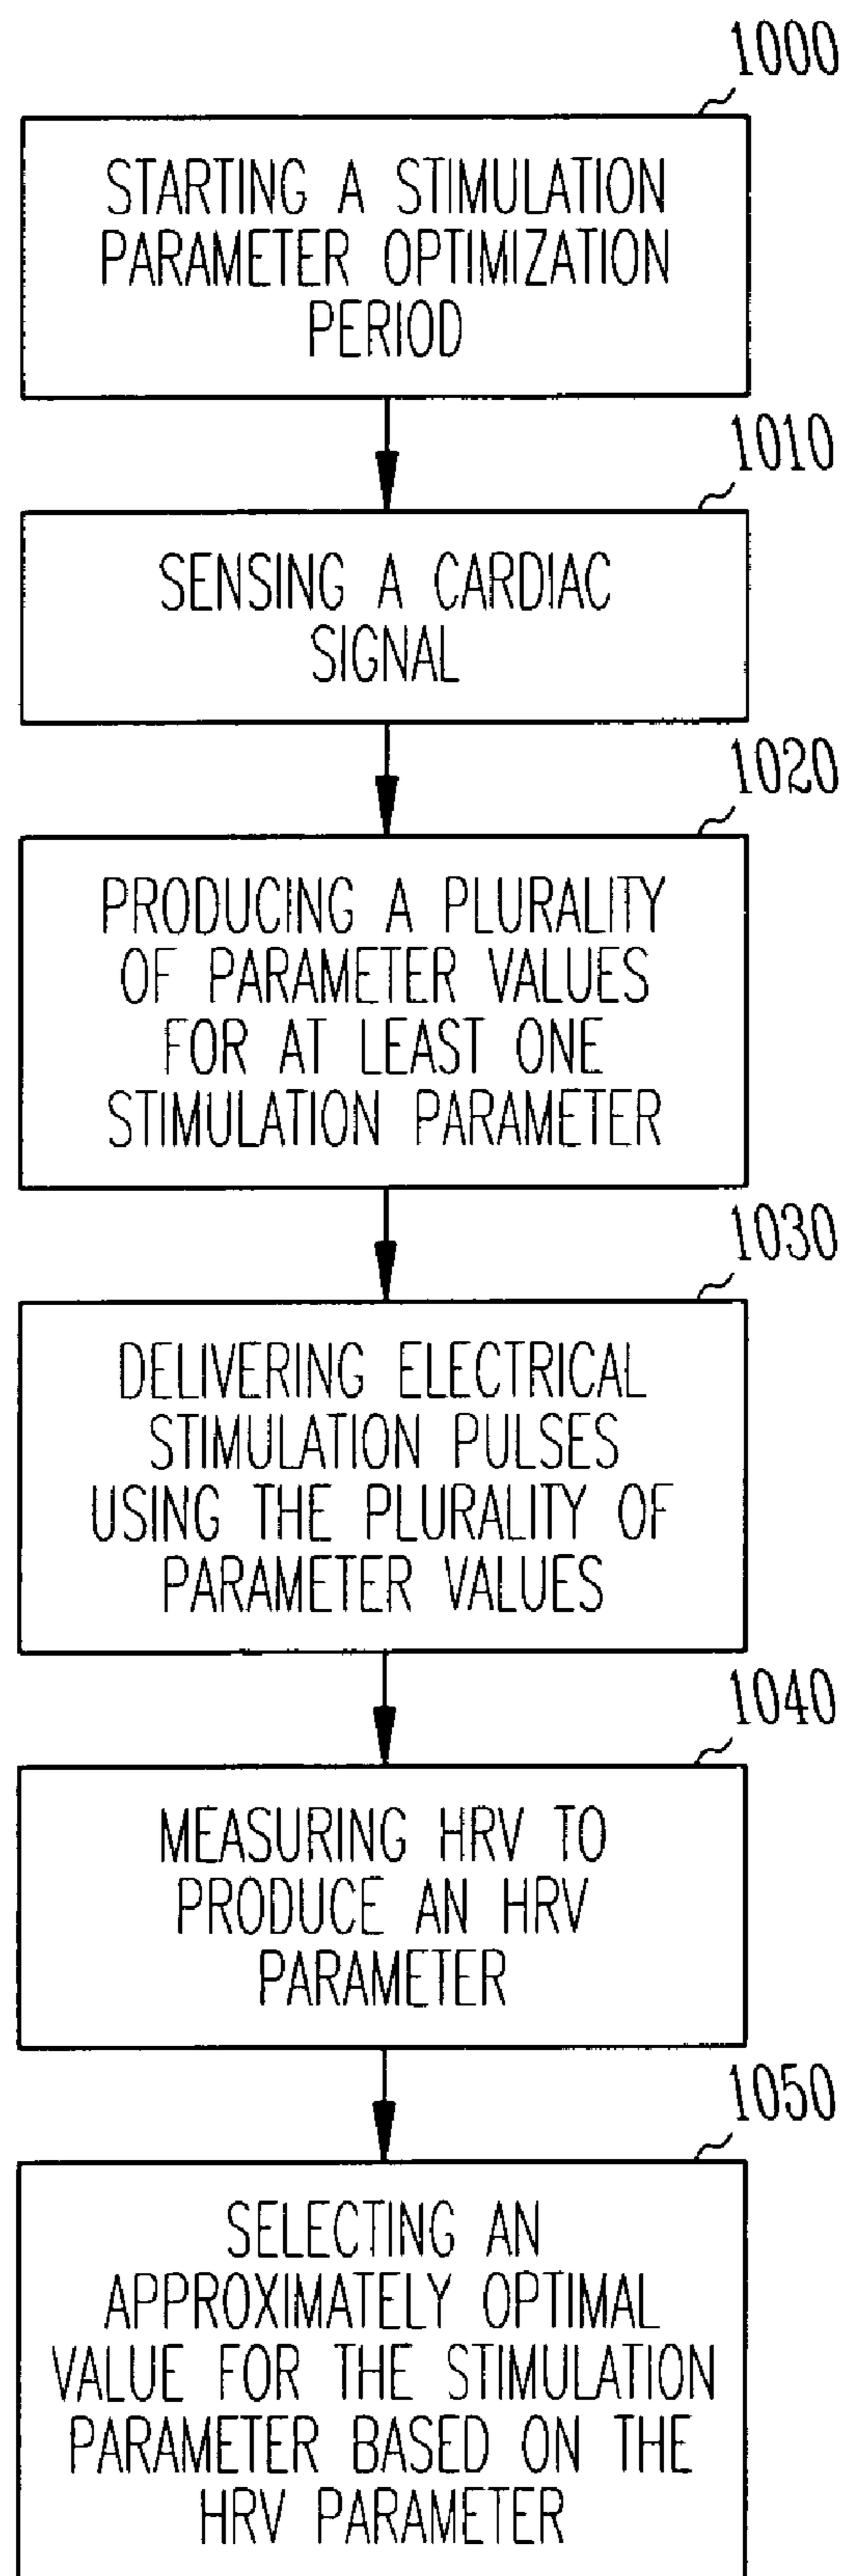 1000
STARTING A STIMULATION
PARAMETER OPTIMIZATION
PERIOD
1010
SENSING A CARDIAC
SIGNAL
1020
PRODUCING A PLURALITY
OF PARAMETER VALUES
FOR AT LEAST ONE
STIMULATION PARAMETER
1030
DELIVERING ELECTRICAL
STIMULATION PULSES
USING THE PLURALITY OF
PARAMETER VALUES
1040
MEASURING HRV TO
PRODUCE AN HRV
PARAMETER
1050
SELECTING AN
APPROXIMATELY OPTIMAL
VALUE FOR THE STIMULATION
PARAMETER BASED ON THE
HRV PARAMETER